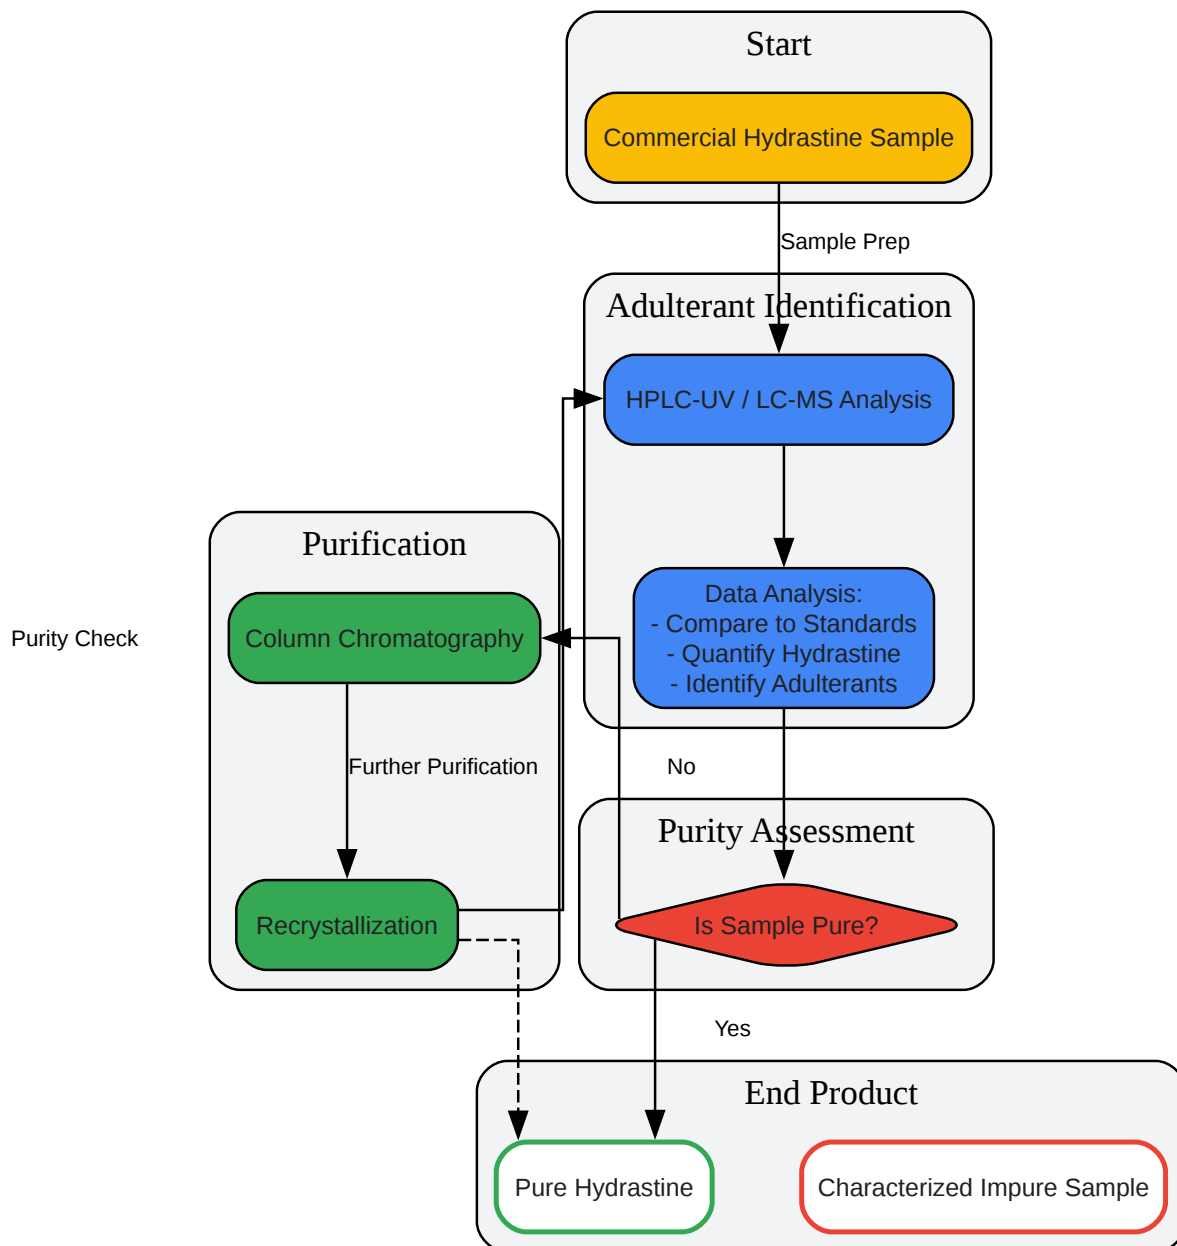 Start
Commercial Hydrastine Sample
Sample Prep
Adulterant Identification
HPLC-UV / LC-MS Analysis
Purification
Data Analysis:
- Compare to Standards
- Quantify Hydrastine
- Identify Adulterants
Column Chromatography
Purity Check
Further Purification
No
Purity Assessment
Recrystallization
Is Sample Pure?
Yes
End Product
Pure Hydrastine
Characterized Impure Sample